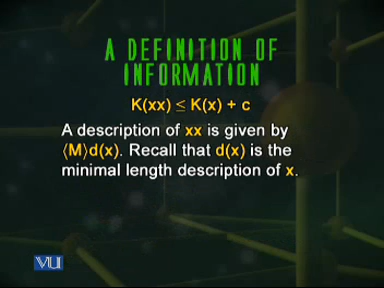 A DEFINITION OF
INFORMATION
K(xx) ≤ K(x) + c
A description of xx is given by
⟨M⟩d(x). Recall that d(x) is the
minimal length description of x.
VU